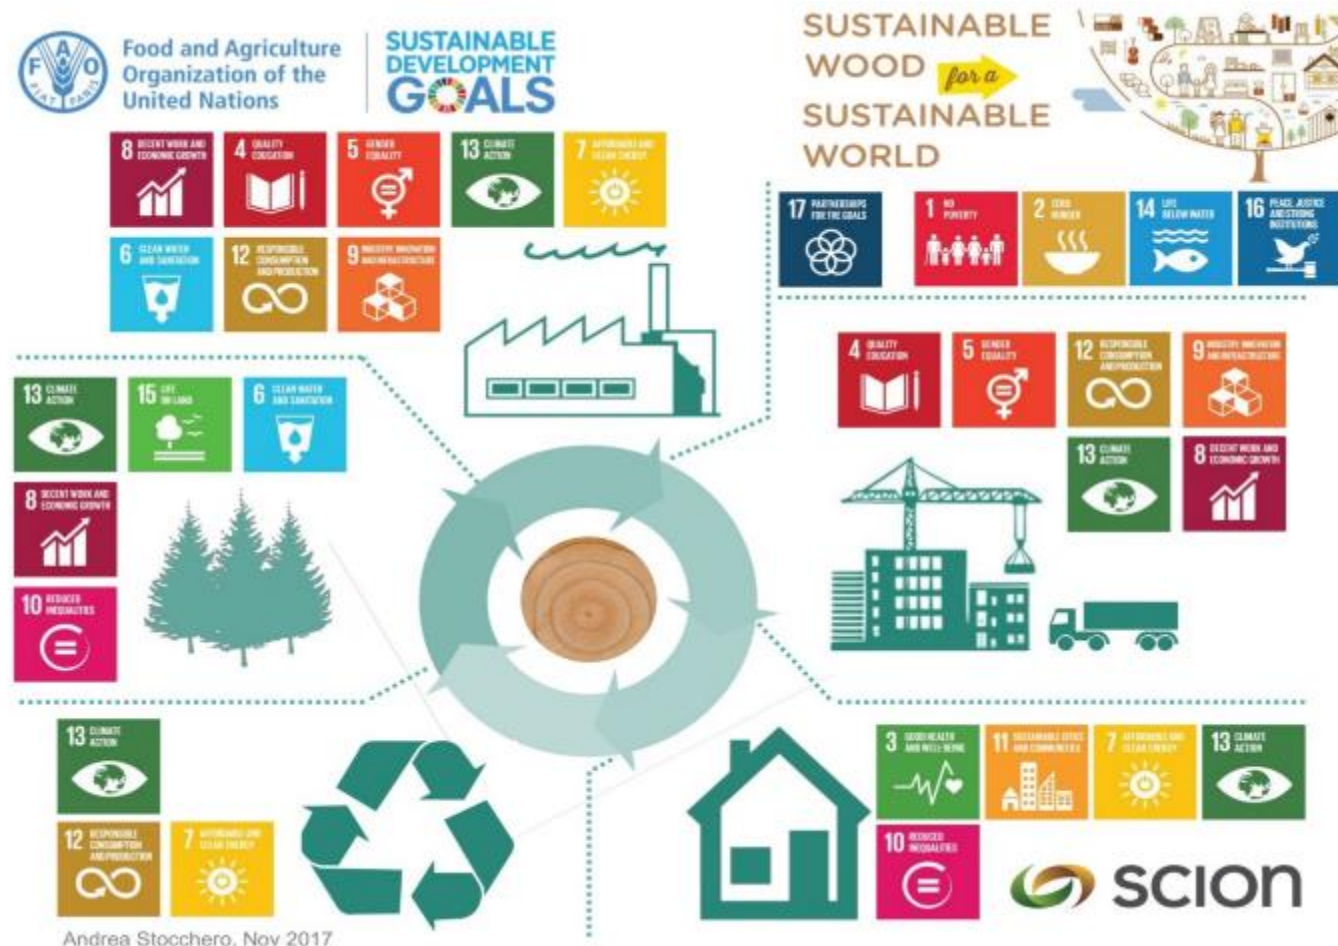 FAO
FIAT PANIS
Food and Agriculture
Organization of the
United Nations
SUSTAINABLE
DEVELOPMENT
GOALS
SUSTAINABLE
WOOD for a
SUSTAINABLE
WORLD
8 DECENT WORK AND
ECONOMIC GROWTH
4 QUALITY
EDUCATION
5 GENDER
EQUALITY
13 CLIMATE
ACTION
7 AFFORDABLE AND
CLEAN ENERGY
6 CLEAN WATER
AND SANITATION
12 RESPONSIBLE
CONSUMPTION
AND PRODUCTION
9 INDUSTRY INNOVATION
AND INFRASTRUCTURE
17 PARTNERSHIPS
FOR THE GOALS
1 NO
POVERTY
2 ZERO
HUNGER
14 LIFE
BELOW WATER
16 PEACE, JUSTICE
AND STRONG
INSTITUTIONS
13 CLIMATE
ACTION
15 LIFE
ON LAND
6 CLEAN WATER
AND SANITATION
8 DECENT WORK AND
ECONOMIC GROWTH
10 REDUCED
INEQUALITIES
4 QUALITY
EDUCATION
5 GENDER
EQUALITY
12 RESPONSIBLE
CONSUMPTION
AND PRODUCTION
9 INDUSTRY INNOVATION
AND INFRASTRUCTURE
13 CLIMATE
ACTION
8 DECENT WORK AND
ECONOMIC GROWTH
13 CLIMATE
ACTION
12 RESPONSIBLE
CONSUMPTION
AND PRODUCTION
7 AFFORDABLE AND
CLEAN ENERGY
3 GOOD HEALTH
AND WELL-BEING
11 SUSTAINABLE CITIES
AND COMMUNITIES
7 AFFORDABLE AND
CLEAN ENERGY
13 CLIMATE
ACTION
10 REDUCED
INEQUALITIES
SCION
Andrea Stocchero, Nov 2017